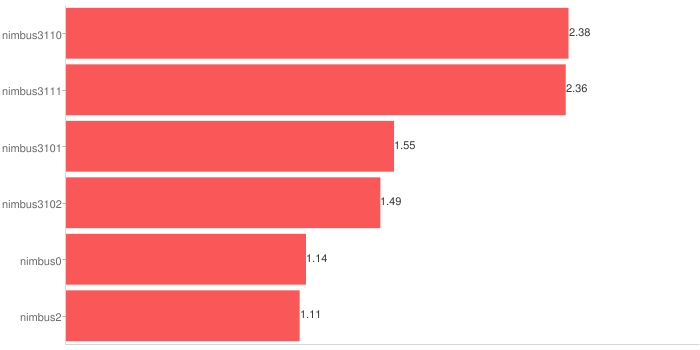 nimbus3110 2.38
nimbus3111 2.36
nimbus3101 1.55
nimbus3102 1.49
nimbus0 1.14
nimbus2 1.11